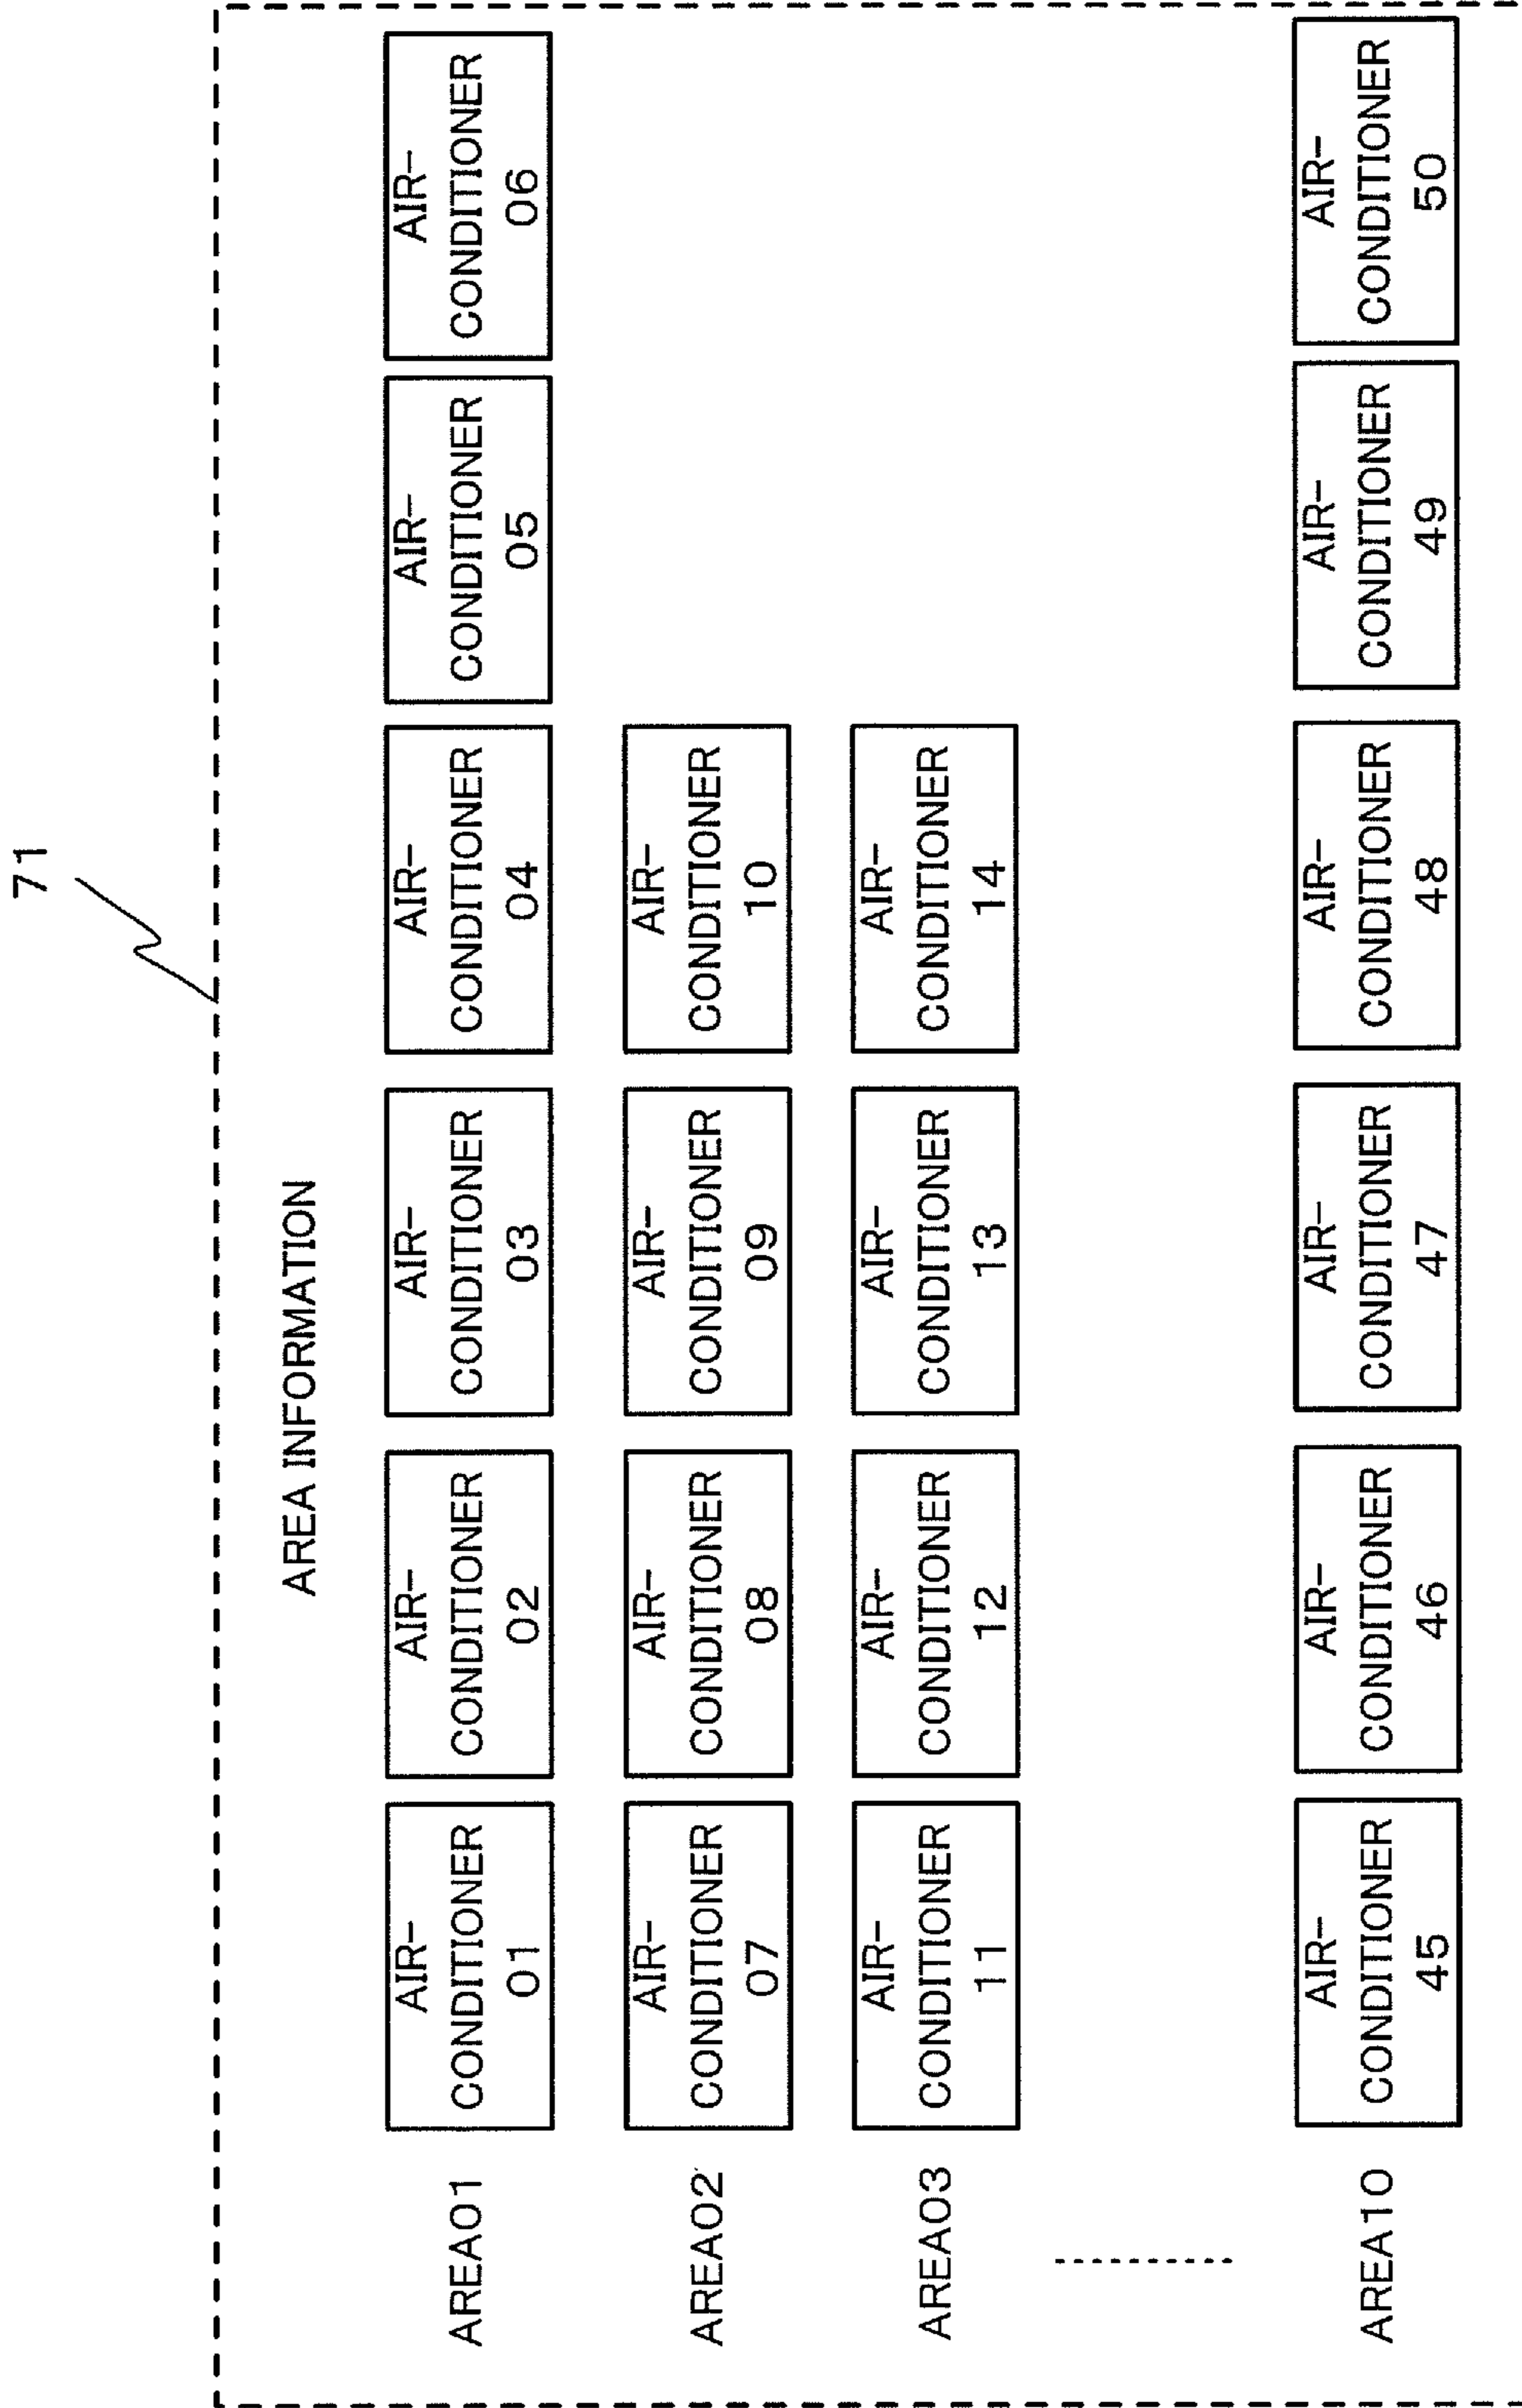 71
AREA INFORMATION
AREA01
AIR-
CONDITIONER
01
AIR-
CONDITIONER
02
AIR-
CONDITIONER
03
AIR-
CONDITIONER
04
AIR-
CONDITIONER
05
AIR-
CONDITIONER
06
AREA02
AIR-
CONDITIONER
07
AIR-
CONDITIONER
08
AIR-
CONDITIONER
09
AIR-
CONDITIONER
10
AREA03
AIR-
CONDITIONER
11
AIR-
CONDITIONER
12
AIR-
CONDITIONER
13
AIR-
CONDITIONER
14
AREA10
AIR-
CONDITIONER
45
AIR-
CONDITIONER
46
AIR-
CONDITIONER
47
AIR-
CONDITIONER
48
AIR-
CONDITIONER
49
AIR-
CONDITIONER
50